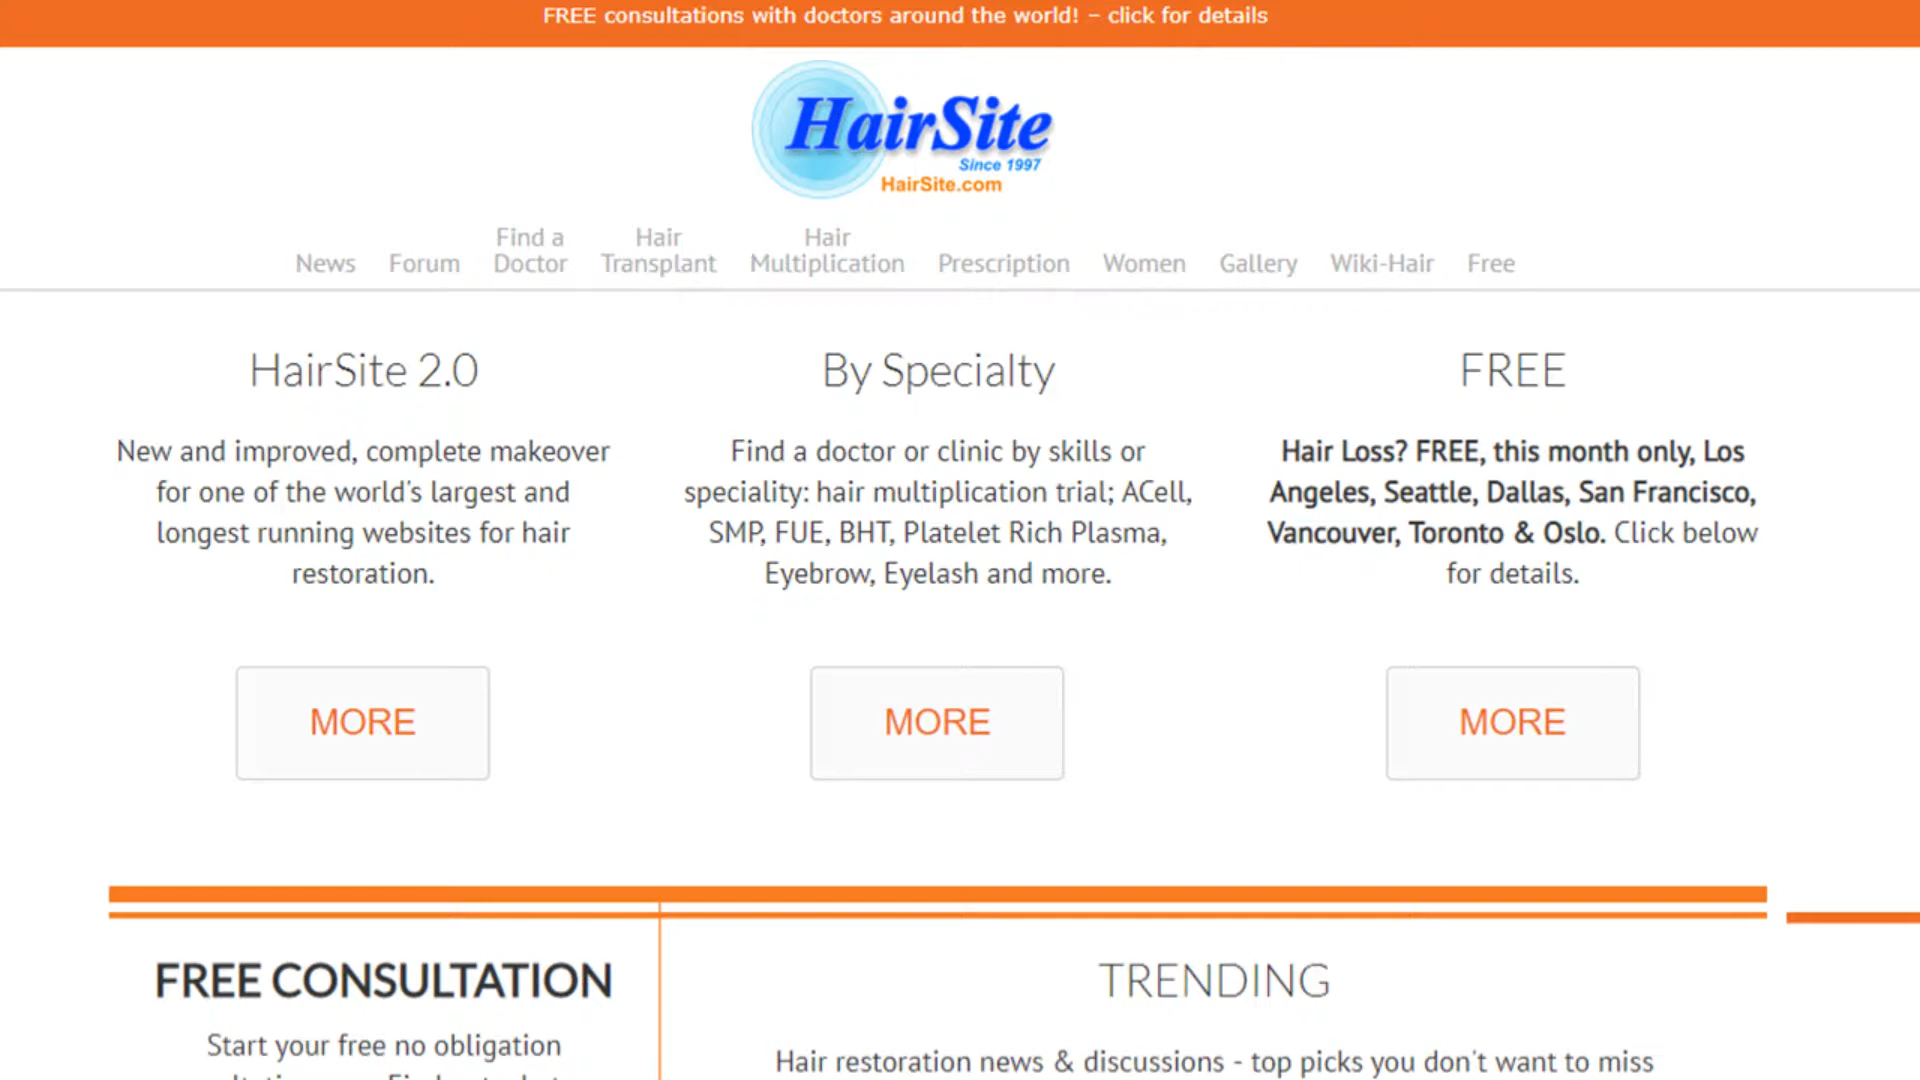 FREE consultations with doctors around the world! – click for details
HairSite
Since 1997
HairSite.com
News Forum Find a Doctor Hair Transplant Hair Multiplication Prescription Women Gallery Wiki-Hair Free
HairSite 2.0
New and improved, complete makeover
for one of the world's largest and
longest running websites for hair
restoration.
MORE
By Specialty
Find a doctor or clinic by skills or
speciality: hair multiplication trial; ACell,
SMP, FUE, BHT, Platelet Rich Plasma,
Eyebrow, Eyelash and more.
MORE
FREE
Hair Loss? FREE, this month only, Los
Angeles, Seattle, Dallas, San Francisco,
Vancouver, Toronto & Oslo. Click below
for details.
MORE
FREE CONSULTATION
Start your free no obligation
TRENDING
Hair restoration news & discussions - top picks you don't want to miss